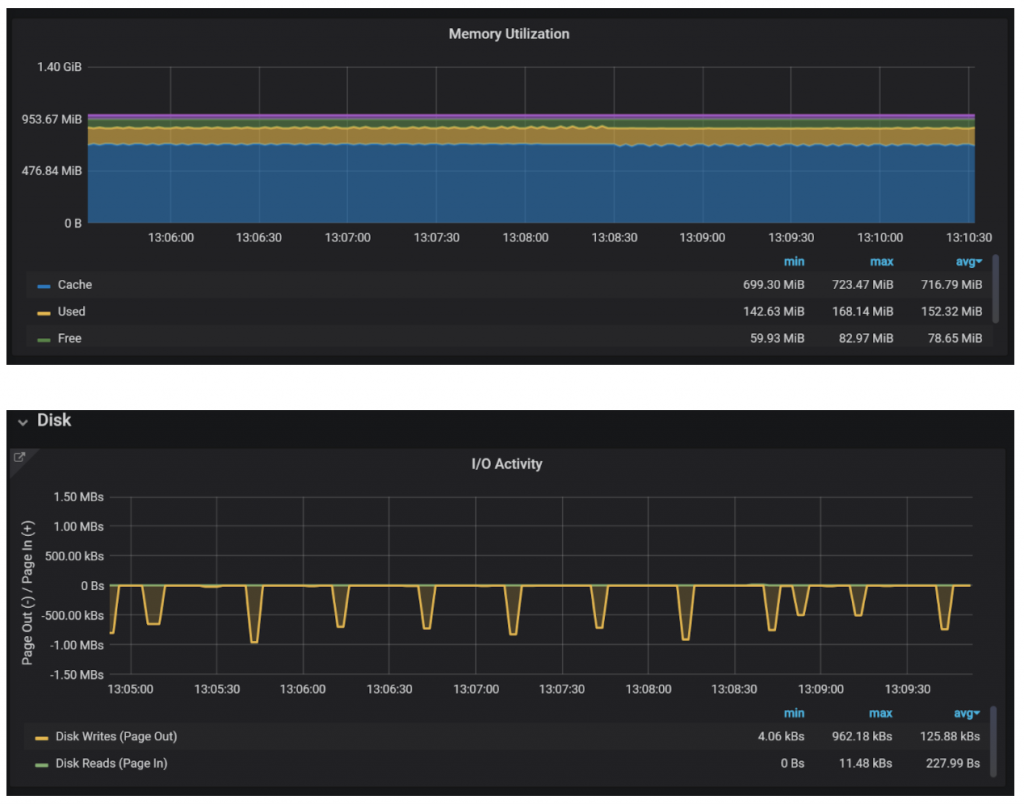 Memory Utilization
1.40 GiB
953.67 MiB
476.84 MiB
0 B
13:06:00 13:06:30 13:07:00 13:07:30 13:08:00 13:08:30 13:09:00 13:09:30 13:10:00 13:10:30
min max avg
Cache 699.30 MiB 723.47 MiB 716.79 MiB
Used 142.63 MiB 168.14 MiB 152.32 MiB
Free 59.93 MiB 82.97 MiB 78.65 MiB
Disk
I/O Activity
Page Out (-) / Page In (+)
1.50 MBs
1.00 MBs
500.00 kBs
0 Bs
-500.00 kBs
-1.00 MBs
-1.50 MBs
13:05:00 13:05:30 13:06:00 13:06:30 13:07:00 13:07:30 13:08:00 13:08:30 13:09:00 13:09:30
min max avg
Disk Writes (Page Out) 4.06 kBs 962.18 kBs 125.88 kBs
Disk Reads (Page In) 0 Bs 11.48 kBs 227.99 Bs